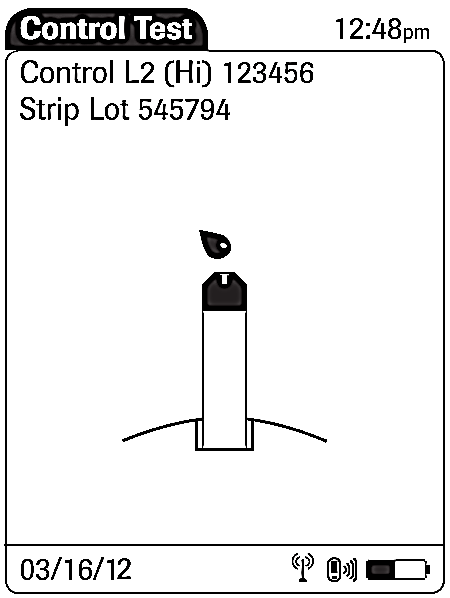 Control Test
12:48pm
Control L2 (Hi) 123456
Strip Lot 545794
03/16/12